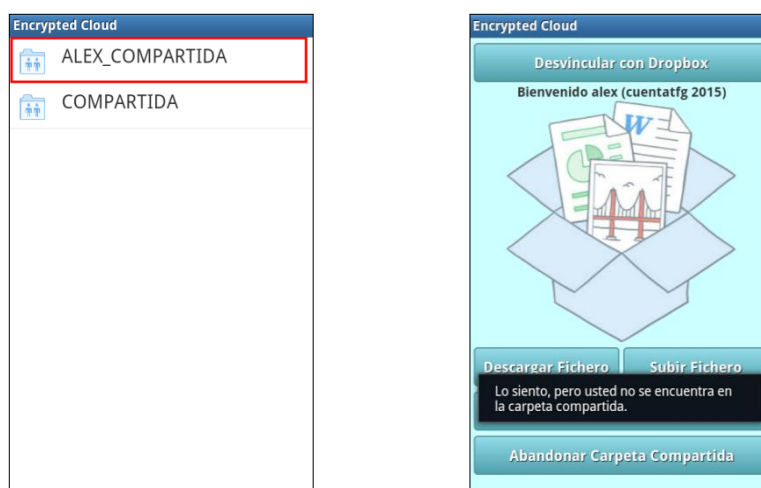 Encrypted Cloud
ALEX_COMPARTIDA
COMPARTIDA
Encrypted Cloud
Desvincular con Dropbox
Bienvenido alex (cuentatfg 2015)
W
Descargar Fichero
Subir Fichero
Lo siento, pero usted no se encuentra en
la carpeta compartida.
Abandonar Carpeta Compartida